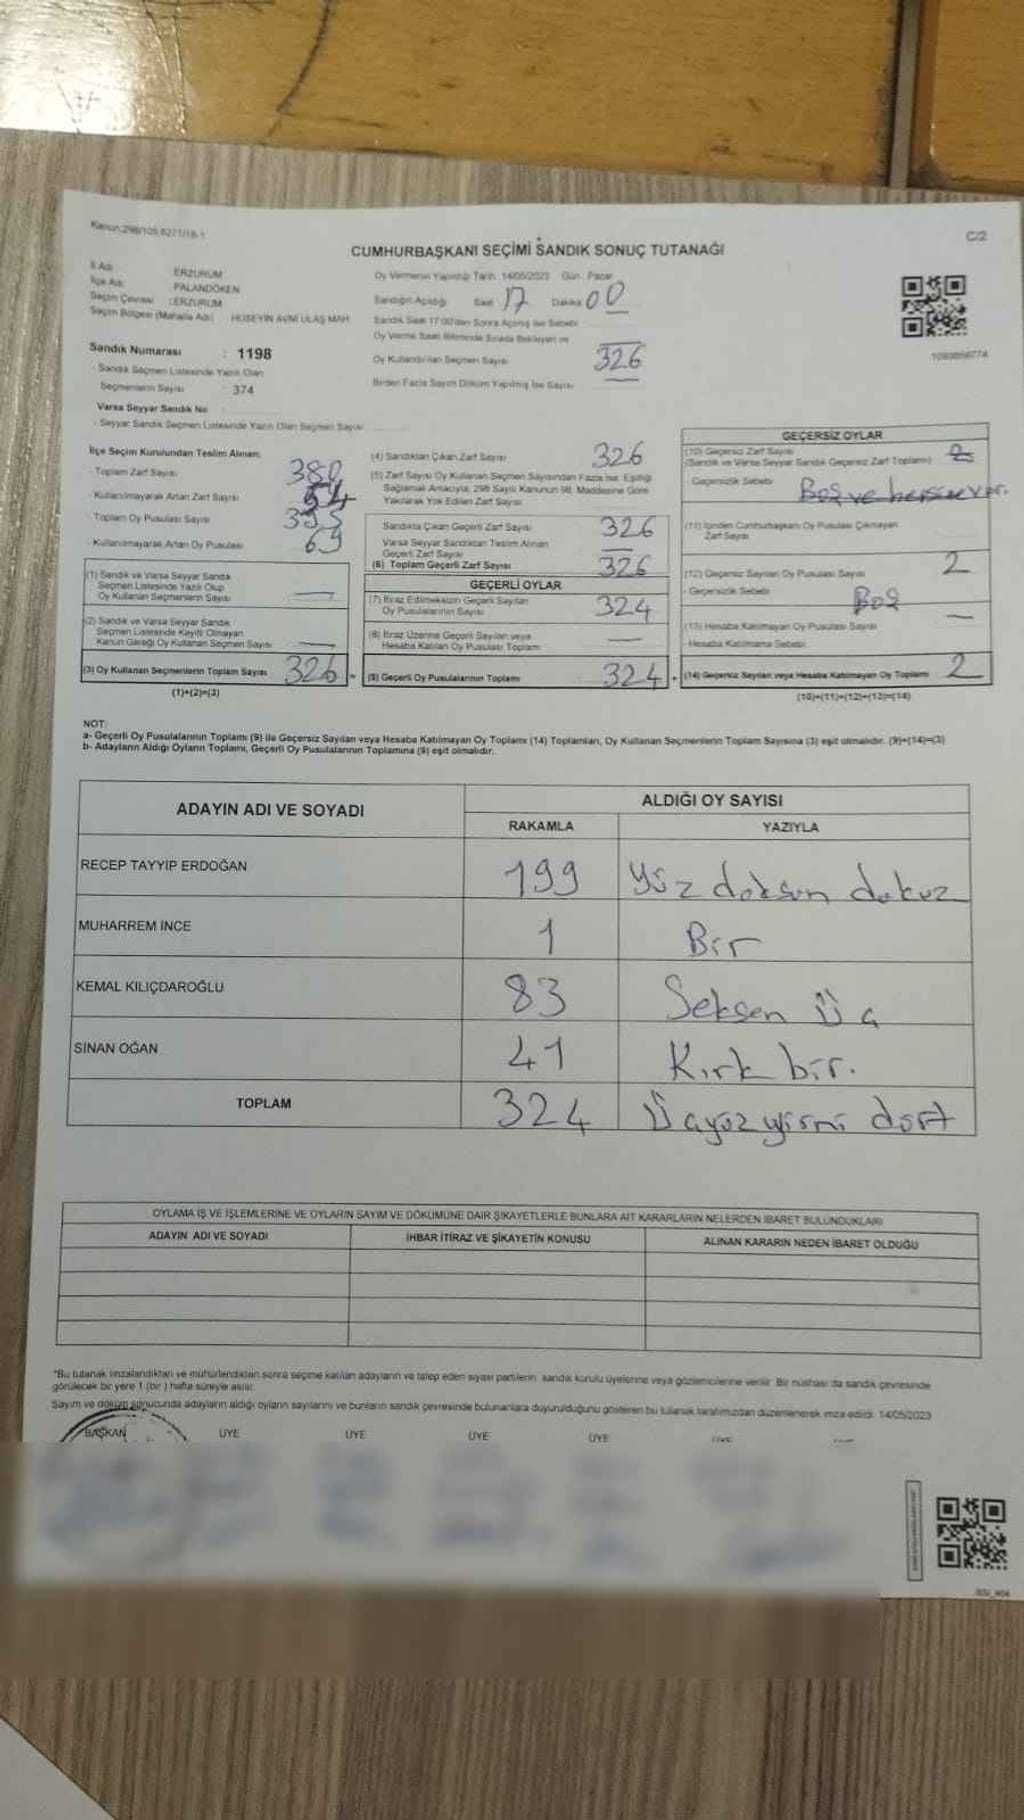 Kanun:298/105.6271/18-1
C/2
CUMHURBAŞKANI SEÇİMİ SANDIK SONUÇ TUTANAĞI
İl Adı ERZURUM
İlçe Adı PALANDÖKEN
Seçim Çevresi : ERZURUM
Seçim Bölgesi (Mahalle Adı) HÜSEYİN AVNİ ULAŞ MAH.
Sandık Numarası : 1198
Sandık Seçmen Listesinde Yazılı Olan
Seçmenlerin Sayısı 374
Varsa Seyyar Sandık No
- Seyyar Sandık Seçmen Listesinde Yazılı Olan Seçmen Sayısı
Oy Vermenin Yapıldığı Tarih 14/05/2023 Gün : Pazar
Sandığın Açıldığı Saat 17 Dakika 00
Sandık Saat 17.00'den Sonra Açılmış İse Sebebi
Oy Verme Saati Bitiminde Sırada Bekleyen ve
Oy Kullandırılan Seçmen Sayısı 326
Birden Fazla Sayım Döküm Yapılmış İse Sayısı
1093859774
İlçe Seçim Kurulundan Teslim Alınan;
- Toplam Zarf Sayısı 380
- Kullanılmayarak Artan Zarf Sayısı 54
- Toplam Oy Pusulası Sayısı 395
- Kullanılmayarak Artan Oy Pusulası 69
(1) Sandık ve Varsa Seyyar Sandık
Seçmen Listesinde Yazılı Olup
Oy Kullanan Seçmenlerin Sayısı —
(2) Sandık ve Varsa Seyyar Sandık
Seçmen Listesinde Kayıtlı Olmayan
Kanun Gereği Oy Kullanan Seçmen Sayısı —
(3) Oy Kullanan Seçmenlerin Toplam Sayısı 326 =
(1)+(2)=(3)
(4) Sandıktan Çıkan Zarf Sayısı 326
(5) Zarf Sayısı Oy Kullanan Seçmen Sayısından Fazla İse, Eşitliği
Sağlamak Amacıyla, 298 Sayılı Kanunun 98. Maddesine Göre
Yakılarak Yok Edilen Zarf Sayısı
Sandıkta Çıkan Geçerli Zarf Sayısı 326
Varsa Seyyar Sandıktan Teslim Alınan
Geçerli Zarf Sayısı —
(6) Toplam Geçerli Zarf Sayısı 326
GEÇERLİ OYLAR
(7) İtiraz Edilmeksizin Geçerli Sayılan
Oy Pusulalarının Sayısı 324
(8) İtiraz Üzerine Geçerli Sayılan veya
Hesaba Katılan Oy Pusulası Toplamı —
(9) Geçerli Oy Pusulalarının Toplamı 324 +
GEÇERSİZ OYLAR
(10) Geçersiz Zarf Sayısı 2
(Sandık ve Varsa Seyyar Sandık Geçersiz Zarf Toplamı)
- Geçersizlik Sebebi
(11) İçinden Cumhurbaşkanı Oy Pusulası Çıkmayan
Zarf Sayısı
(12) Geçersiz Sayılan Oy Pusulası Sayısı 2
- Geçersizlik Sebebi Boş
(13) Hesaba Katılmayan Oy Pusulası Sayısı —
- Hesaba Katılmama Sebebi
(14) Geçersiz Sayılan veya Hesaba Katılmayan Oy Toplamı 2
(10)+(11)+(12)+(13)=(14)
NOT:
a- Geçerli Oy Pusulalarının Toplamı (9) ile Geçersiz Sayılan veya Hesaba Katılmayan Oy Toplamı (14) Toplamları, Oy Kullanan Seçmenlerin Toplam Sayısına (3) eşit olmalıdır. (9)+(14)=(3)
b- Adayların Aldığı Oyların Toplamı, Geçerli Oy Pusulalarının Toplamına (9) eşit olmalıdır.
ADAYIN ADI VE SOYADI
ALDIĞI OY SAYISI
RAKAMLA YAZIYLA
RECEP TAYYİP ERDOĞAN 199 Yüz doksan dokuz
MUHARREM İNCE 1 Bir
KEMAL KILIÇDAROĞLU 83 Seksen Üç
SİNAN OĞAN 41 Kırk bir.
TOPLAM 324 Üçyüzyirmi dört
OYLAMA İŞ VE İŞLEMLERİNE VE OYLARIN SAYIM VE DÖKÜMÜNE DAİR ŞİKAYETLERLE BUNLARA AİT KARARLARIN NELERDEN İBARET BULUNDUKLARI
ADAYIN ADI VE SOYADI İHBAR İTİRAZ VE ŞİKAYETİN KONUSU ALINAN KARARIN NEDEN İBARET OLDUĞU
*Bu tutanak imzalandıktan ve mühürlendikten sonra seçime katılan adayların ve talep eden siyasi partilerin sandık kurulu üyelerine veya gözlemcilerine verilir. Bir nüshası da sandık çevresinde
görülecek bir yere 1 (bir ) hafta süreyle asılır.
Sayım ve döküm sonucunda adayların aldığı oyların sayılarını ve bunların sandık çevresinde bulunanlara duyurulduğunu gösteren bu tutanak tarafımızdan düzenlenerek imza edildi. 14/05/2023
BAŞKAN ÜYE ÜYE ÜYE ÜYE ÜYE